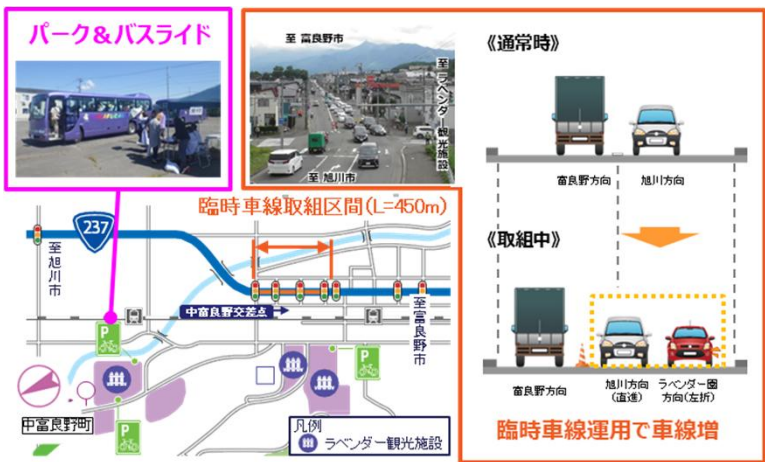 パーク＆バスライド
至 富良野市
至 ラベンダー観光施設
至 旭川市
《通常時》
富良野方向
旭川方向
臨時車線取組区間(L=450m)
237
至旭川市
中富良野交差点
至富良野市
P
P
P
中富良野町
凡例
ラベンダー観光施設
《取組中》
富良野方向
旭川方向
(直進)
ラベンダー園
方向(左折)
臨時車線運用で車線増